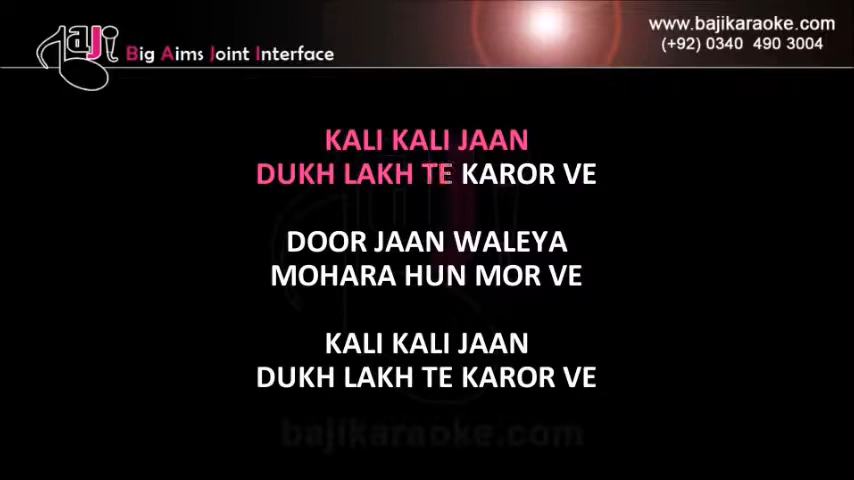 BAJI
Big Aims Joint Interface
www.bajikaraoke.com
(+92) 0340 490 3004
KALI KALI JAAN
DUKH LAKH TE KAROR VE
DOOR JAAN WALEYA
MOHARA HUN MOR VE
KALI KALI JAAN
DUKH LAKH TE KAROR VE
bajikaraoke.com